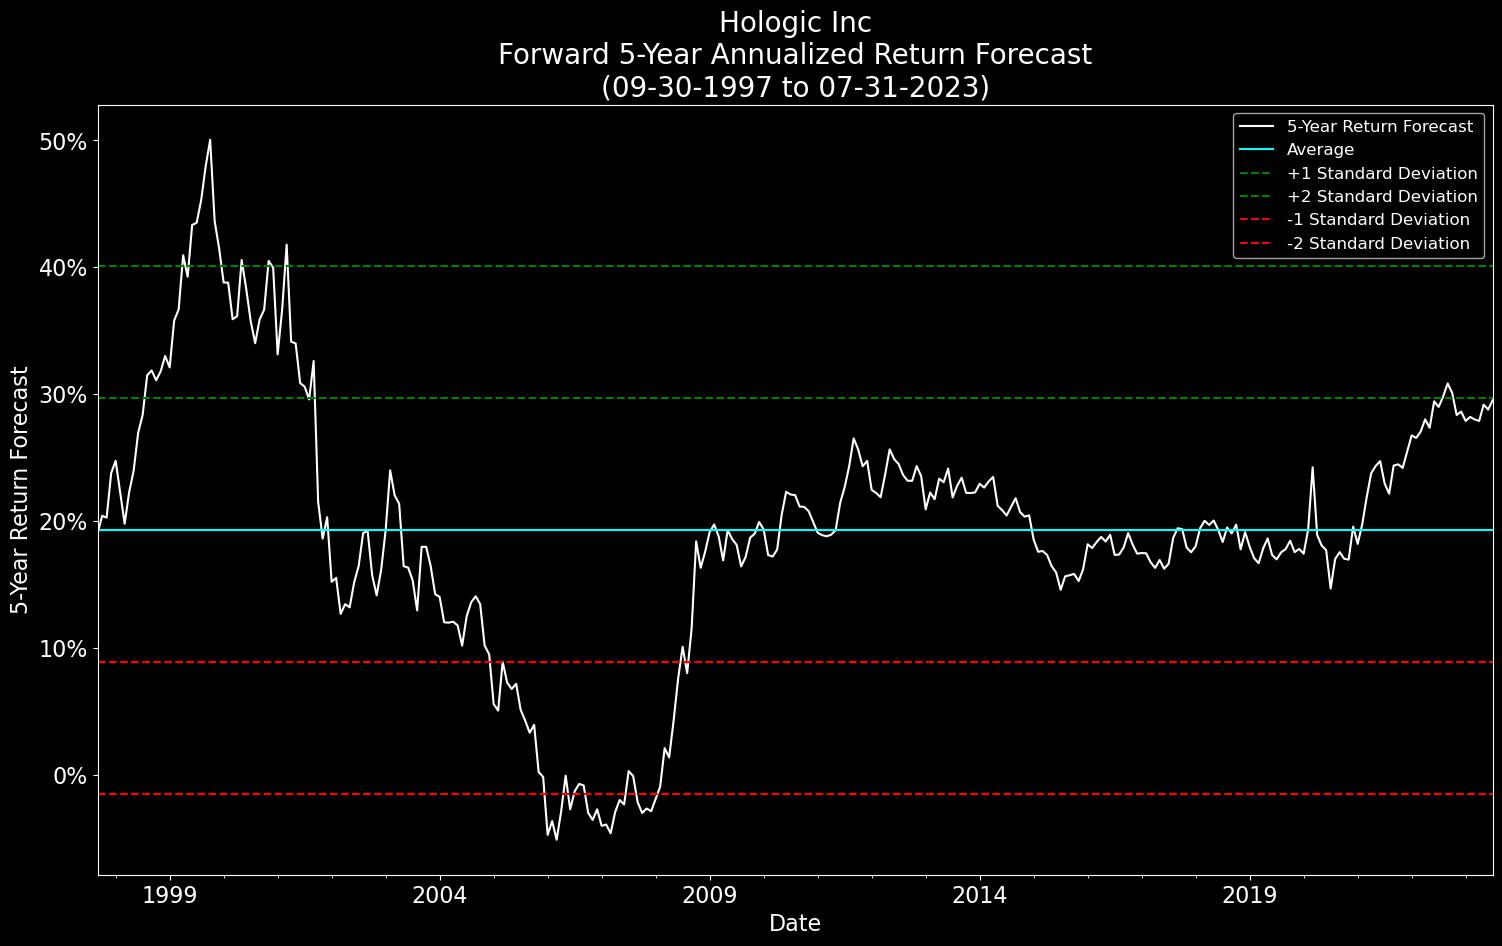 Hologic Inc
Forward 5-Year Annualized Return Forecast
(09-30-1997 to 07-31-2023)
5-Year Return Forecast
50%
40%
30%
20%
10%
0%
5-Year Return Forecast
Average
+1 Standard Deviation
+2 Standard Deviation
-1 Standard Deviation
-2 Standard Deviation
1999 2004 2009 2014 2019
Date